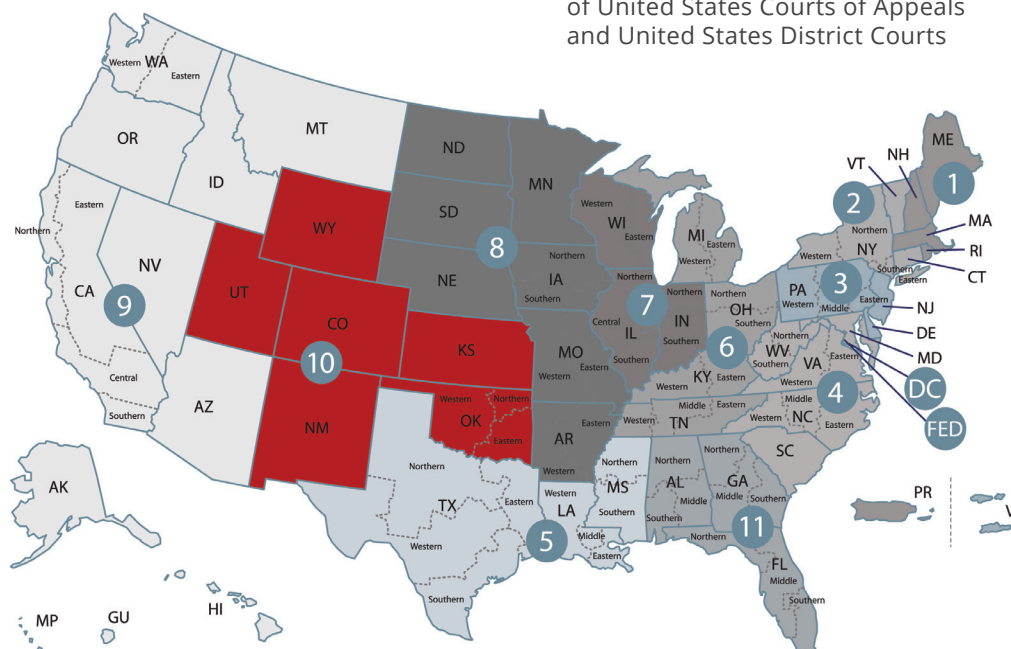 of United States Courts of Appeals
and United States District Courts
Western
WA
Eastern
OR
ID
MT
WY
UT
CO
10
NM
KS
OK
Western
Northern
Eastern
Northern
Eastern
CA
NV
9
Central
Southern
AZ
ND
SD
NE
8
MN
IA
Northern
Southern
MO
Western
Eastern
AR
Eastern
Western
WI
Western
Eastern
Northern
Central
IL
Southern
7
Northern
IN
Southern
MI
Western
Eastern
Northern
OH
Southern
6
KY
Western
Eastern
TN
Western
Middle
Eastern
ME
1
VT
NH
2
MA
RI
CT
Northern
NY
Western
Southern
Eastern
PA
3
Western
Middle
Eastern
NJ
DE
MD
DC
FED
Northern
WV
Southern
VA
Eastern
Western
4
Middle
NC
Western
Eastern
SC
TX
Northern
Eastern
Western
Southern
LA
Western
Middle
Eastern
5
MS
Northern
Southern
AL
Northern
Middle
Southern
GA
Northern
Middle
Southern
11
FL
Northern
Middle
Southern
PR
V
AK
HI
GU
MP